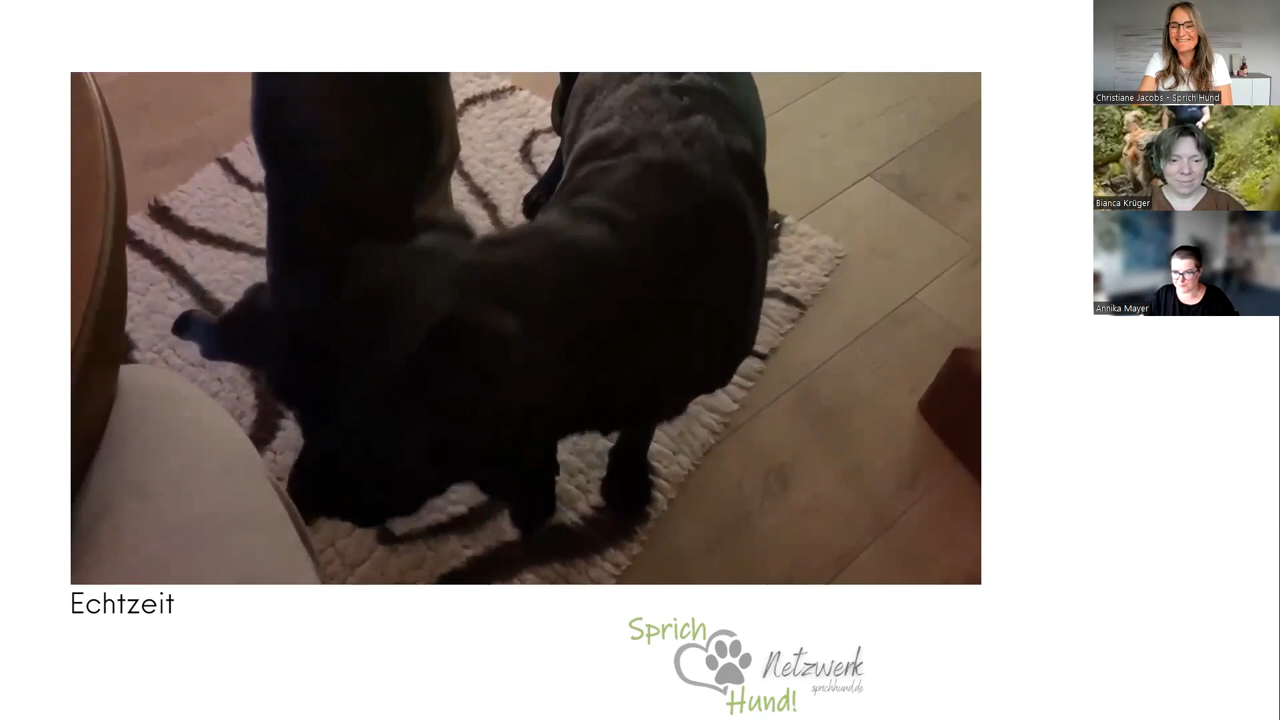 Christiane Jacobs - Sprich Hund
Bianca Krüger
Annika Mayer
Echtzeit
Sprich
Netzwerk
sprichhund.de
Hund!